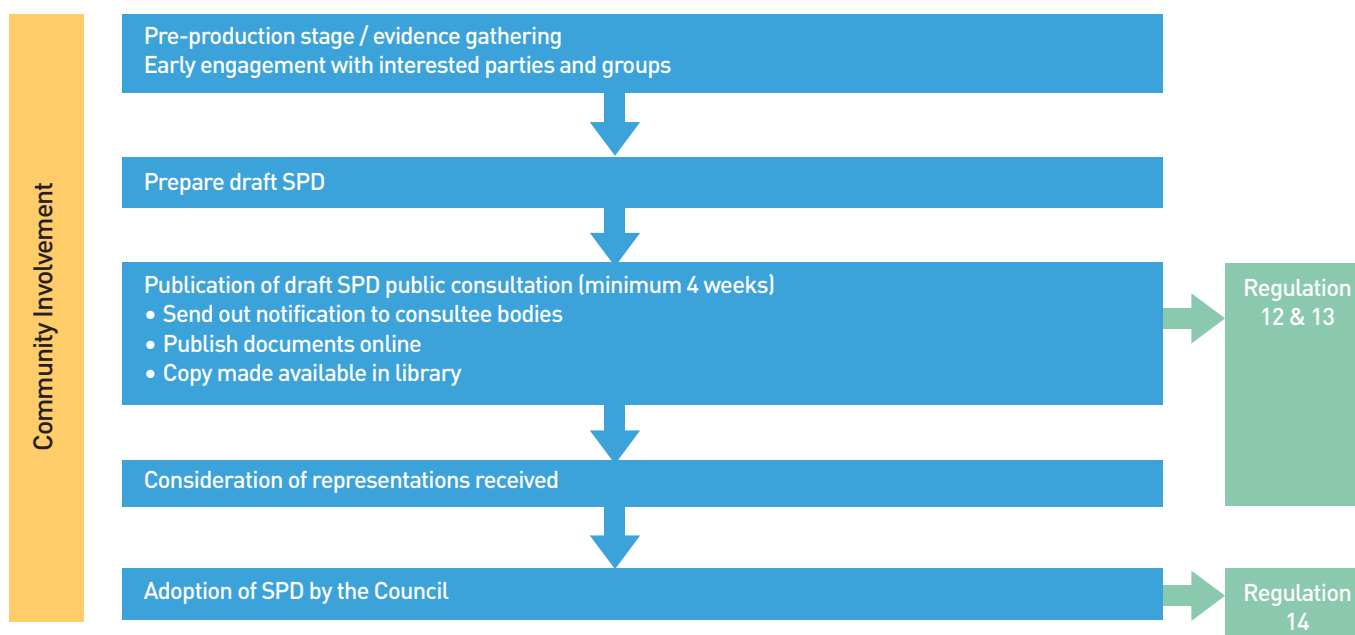 Community Involvement
Pre-production stage / evidence gathering
Early engagement with interested parties and groups
Prepare draft SPD
Publication of draft SPD public consultation (minimum 4 weeks)
• Send out notification to consultee bodies
• Publish documents online
• Copy made available in library
Regulation
12 & 13
Consideration of representations received
Adoption of SPD by the Council
Regulation
14